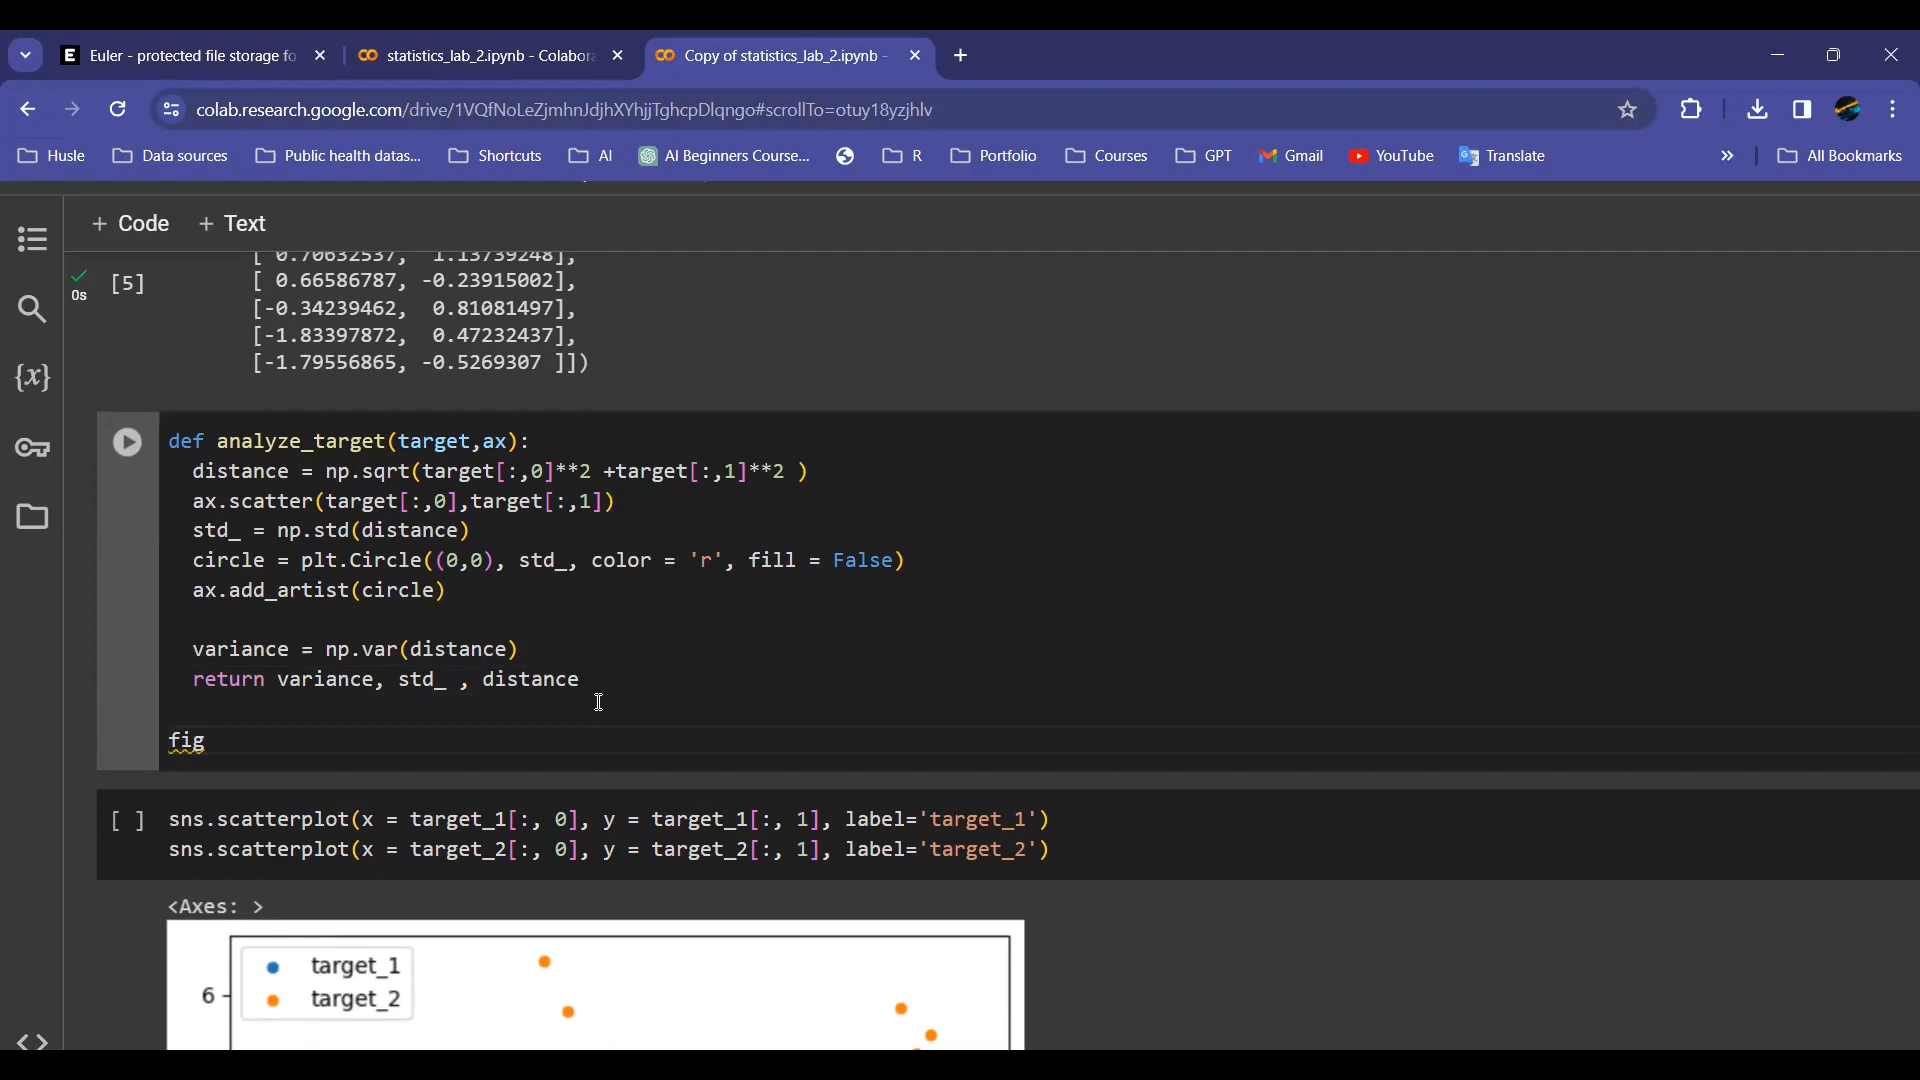 Euler - protected file storage fo
statistics_lab_2.ipynb - Colabora
Copy of statistics_lab_2.ipynb -
colab.research.google.com/drive/1VQfNoLeZjmhnJdjhXYhjjTghcpDlqngo#scrollTo=otuy18yzjhlv
Husle
Data sources
Public health datas...
Shortcuts
AI
AI Beginners Course...
R
Portfolio
Courses
GPT
Gmail
YouTube
Translate
»
All Bookmarks
+ Code + Text
[ 0.70632537, 1.13739248],
0s [5] [ 0.66586787, -0.23915002],
[-0.34239462, 0.81081497],
[-1.83397872, 0.47232437],
[-1.79556865, -0.5269307 ]])
def analyze_target(target,ax):
distance = np.sqrt(target[:,0]**2 +target[:,1]**2 )
ax.scatter(target[:,0],target[:,1])
std_ = np.std(distance)
circle = plt.Circle((0,0), std_, color = 'r', fill = False)
ax.add_artist(circle)
variance = np.var(distance)
return variance, std_ , distance
fig
[ ] sns.scatterplot(x = target_1[:, 0], y = target_1[:, 1], label='target_1')
sns.scatterplot(x = target_2[:, 0], y = target_2[:, 1], label='target_2')
<Axes: >
target_1
target_2
6